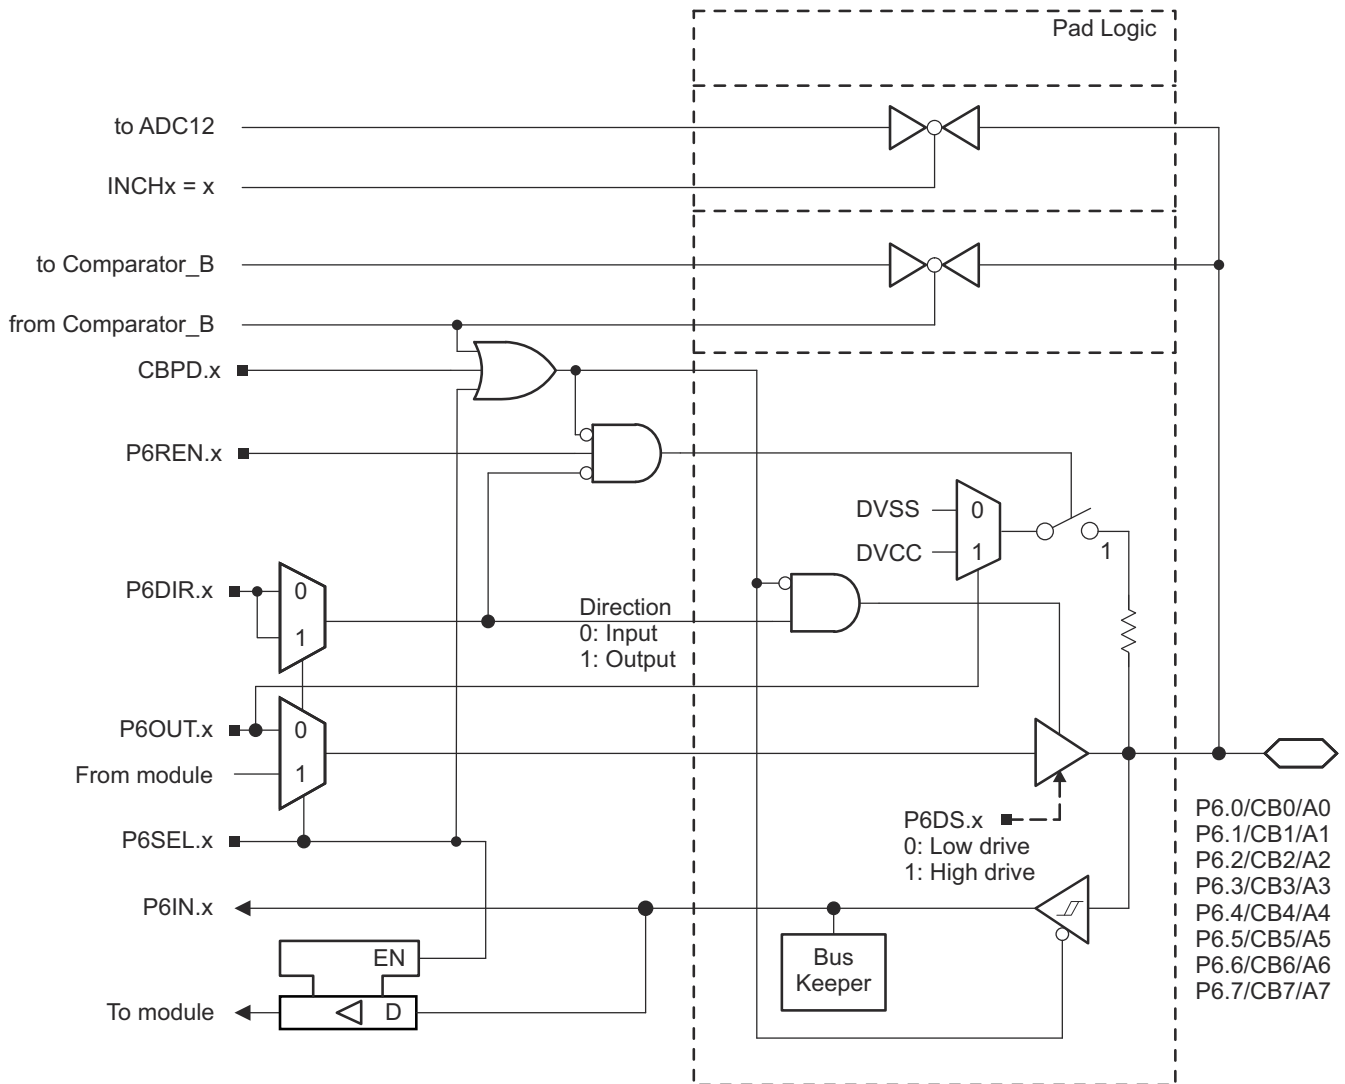 Pad Logic
to ADC12
INCHx = x
to Comparator_B
from Comparator_B
CBPD.x
P6REN.x
DVSS
0
DVCC
1
1
P6DIR.x
0
1
Direction
0: Input
1: Output
P6OUT.x
0
From module
1
P6SEL.x
P6DS.x
0: Low drive
1: High drive
P6.0/CB0/A0
P6.1/CB1/A1
P6.2/CB2/A2
P6.3/CB3/A3
P6.4/CB4/A4
P6.5/CB5/A5
P6.6/CB6/A6
P6.7/CB7/A7
P6IN.x
EN
Bus
Keeper
To module
D